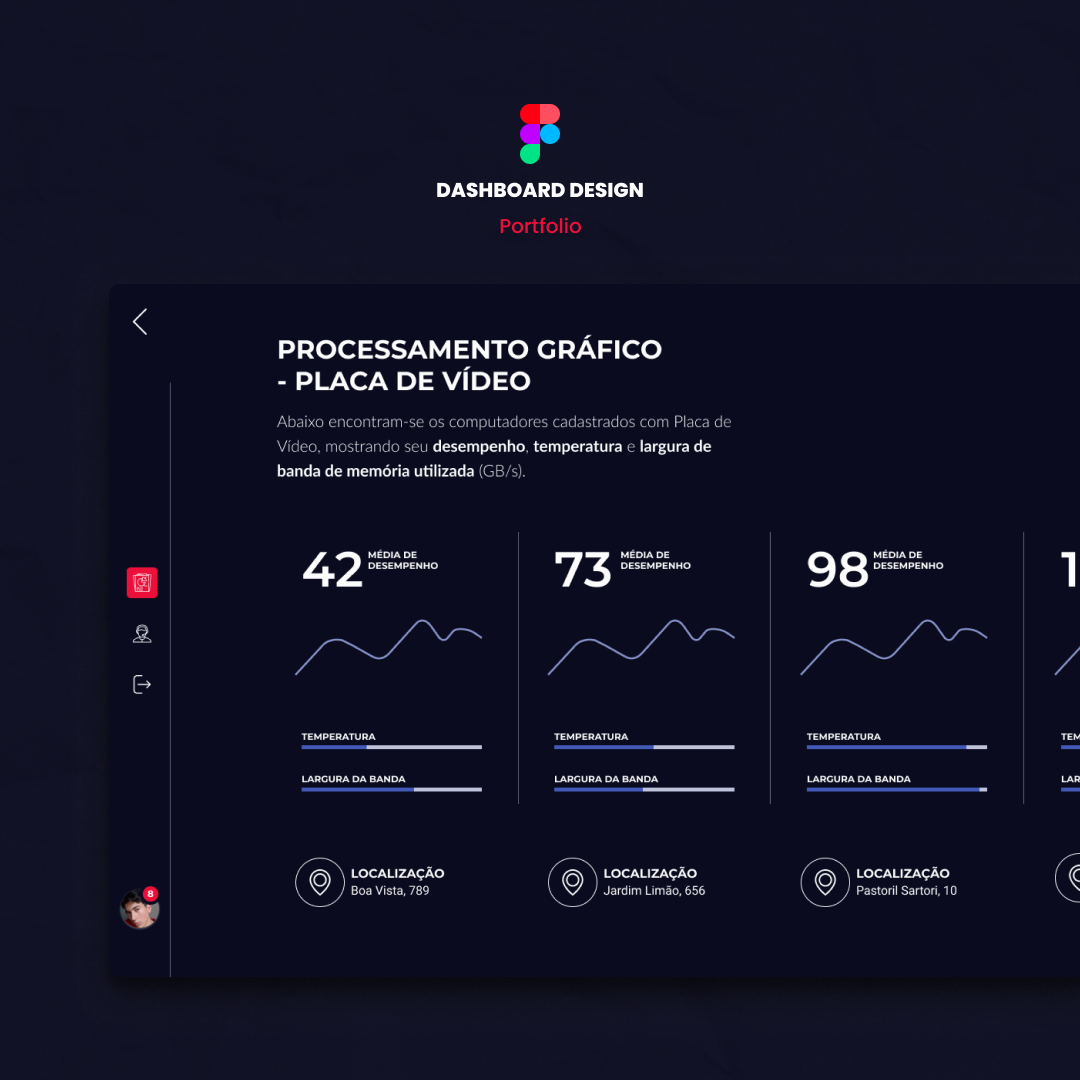 DASHBOARD DESIGN
Portfolio
PROCESSAMENTO GRÁFICO
- PLACA DE VÍDEO
Abaixo encontram-se os computadores cadastrados com Placa de
Vídeo, mostrando seu desempenho, temperatura e largura de
banda de memória utilizada (GB/s).
42 MÉDIA DE
DESEMPENHO
TEMPERATURA
LARGURA DA BANDA
LOCALIZAÇÃO
Boa Vista, 789
73 MÉDIA DE
DESEMPENHO
TEMPERATURA
LARGURA DA BANDA
LOCALIZAÇÃO
Jardim Limão, 656
98 MÉDIA DE
DESEMPENHO
TEMPERATURA
LARGURA DA BANDA
LOCALIZAÇÃO
Pastoril Sartori, 10
1
TEM
LAR
8